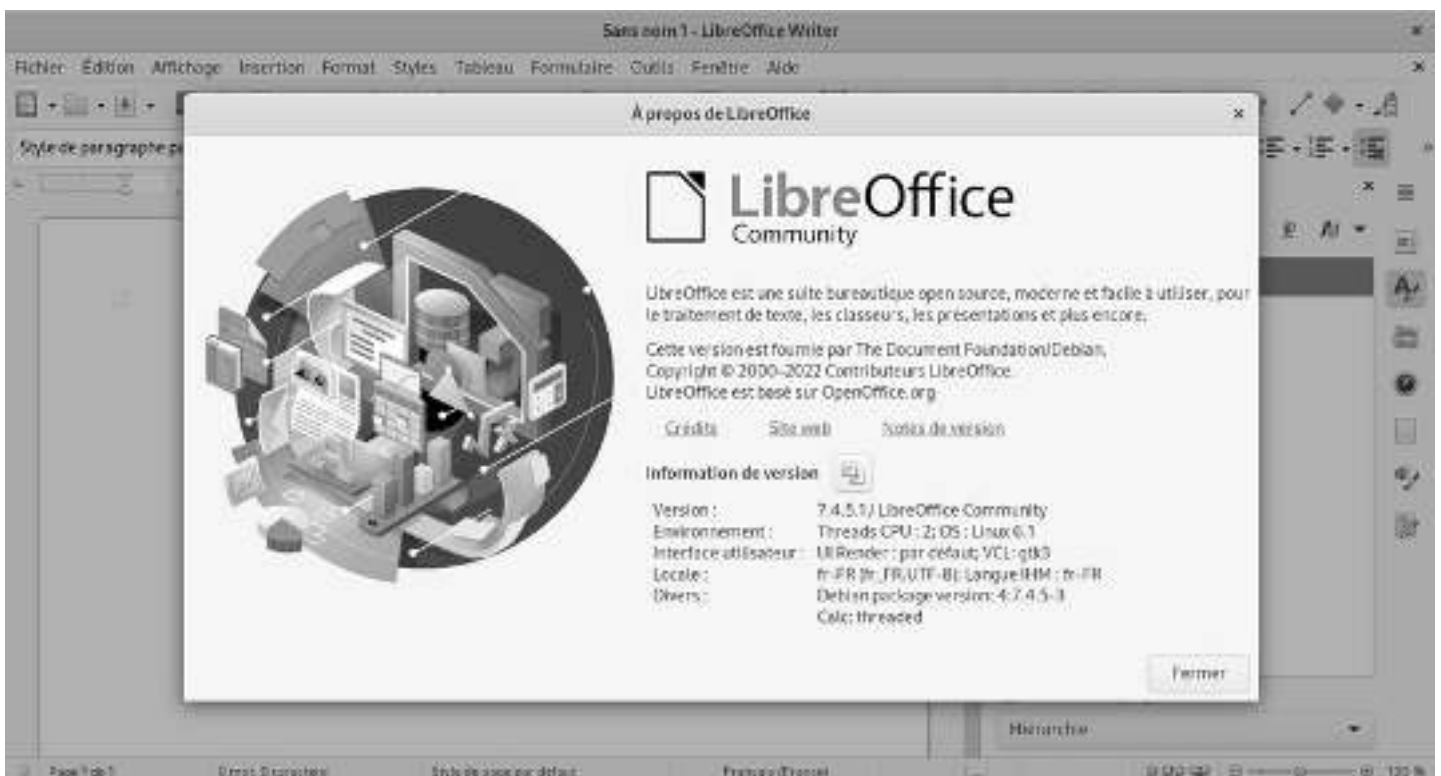 Sans nom 1 - LibreOffice Writer
Fichier Édition Affichage Insertion Format Styles Tableau Formulaire Outils Fenêtre Aide
À propos de LibreOffice
Style de paragraphe
LibreOffice
Community
LibreOffice est une suite bureautique open source, moderne et facile à utiliser, pour
le traitement de texte, les classeurs, les présentations et plus encore.
Cette version est fournie par The Document Foundation/Debian.
Copyright © 2000–2022 Contributeurs LibreOffice.
LibreOffice est basé sur OpenOffice.org
Crédits Site web Notes de version
Information de version
Version : 7.4.5.1 / LibreOffice Community
Environnement : Threads CPU : 2; OS : Linux 6.1
Interface utilisateur : UI Render : par défaut; VCL: gtk3
Locale : fr-FR (fr_FR.UTF-8); Langue IHM : fr-FR
Divers : Debian package version: 4:7.4.5-3
Calc: threaded
Fermer
Hiérarchie
Page 1 de 1 Style de page par défaut Français (France)